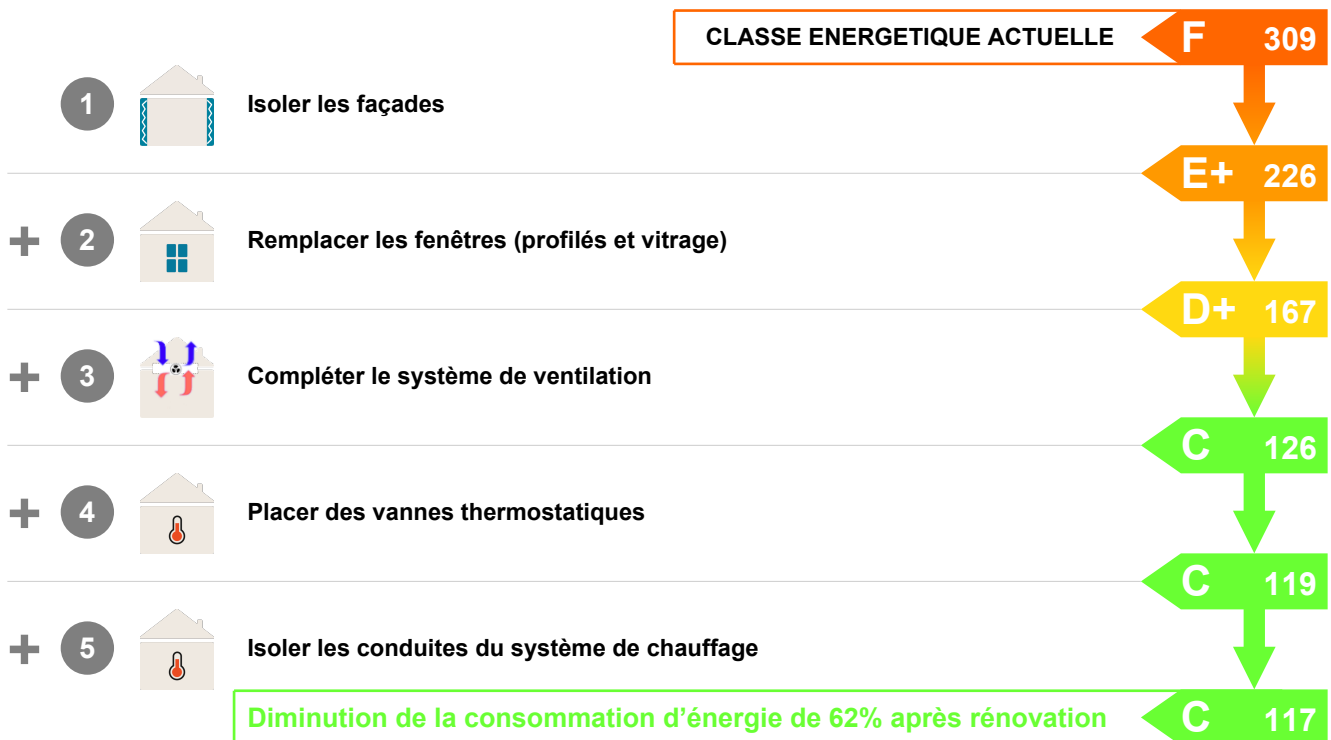 CLASSE ENERGETIQUE ACTUELLE F 309
1 Isoler les façades
E+ 226
+ 2 Remplacer les fenêtres (profilés et vitrage)
D+ 167
+ 3 Compléter le système de ventilation
C 126
+ 4 Placer des vannes thermostatiques
C 119
+ 5 Isoler les conduites du système de chauffage
Diminution de la consommation d’énergie de 62% après rénovation C 117